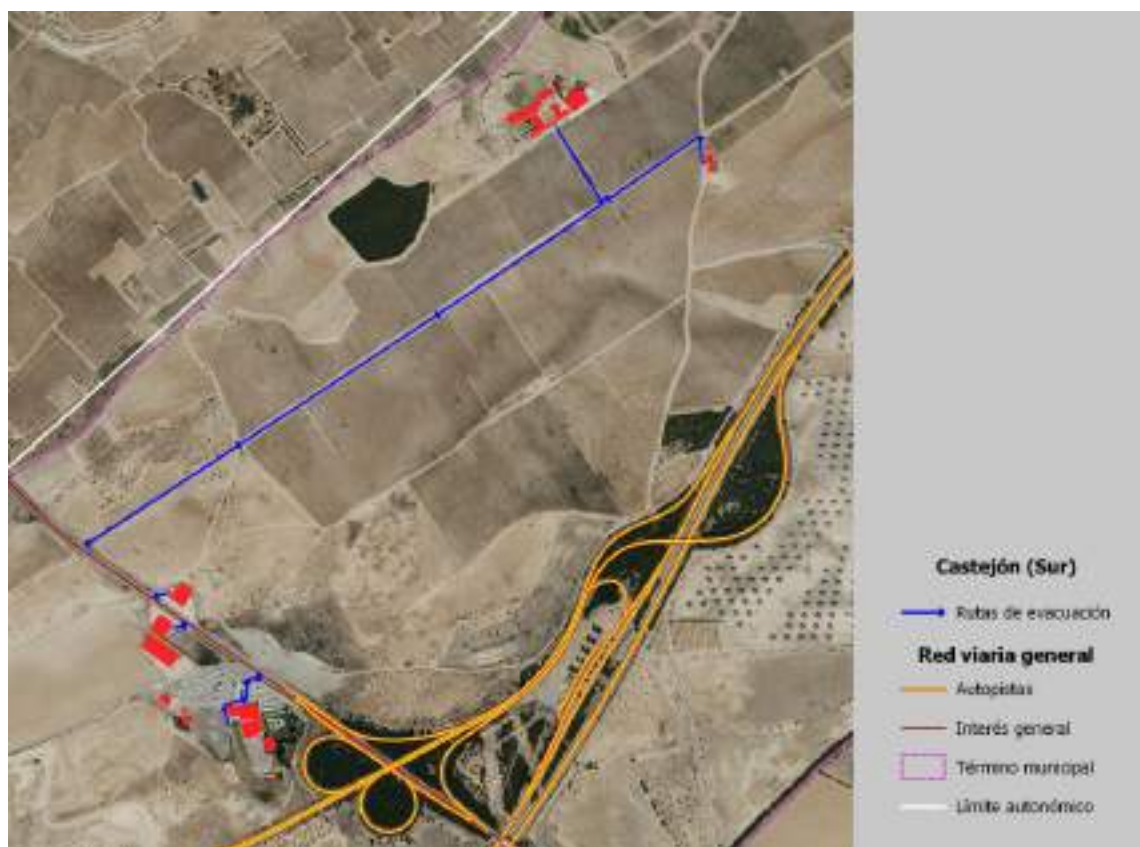 Castejón (Sur)
Rutas de evacuación
Red viaria general
Autopistas
Interés general
Término municipal
Límite autonómico